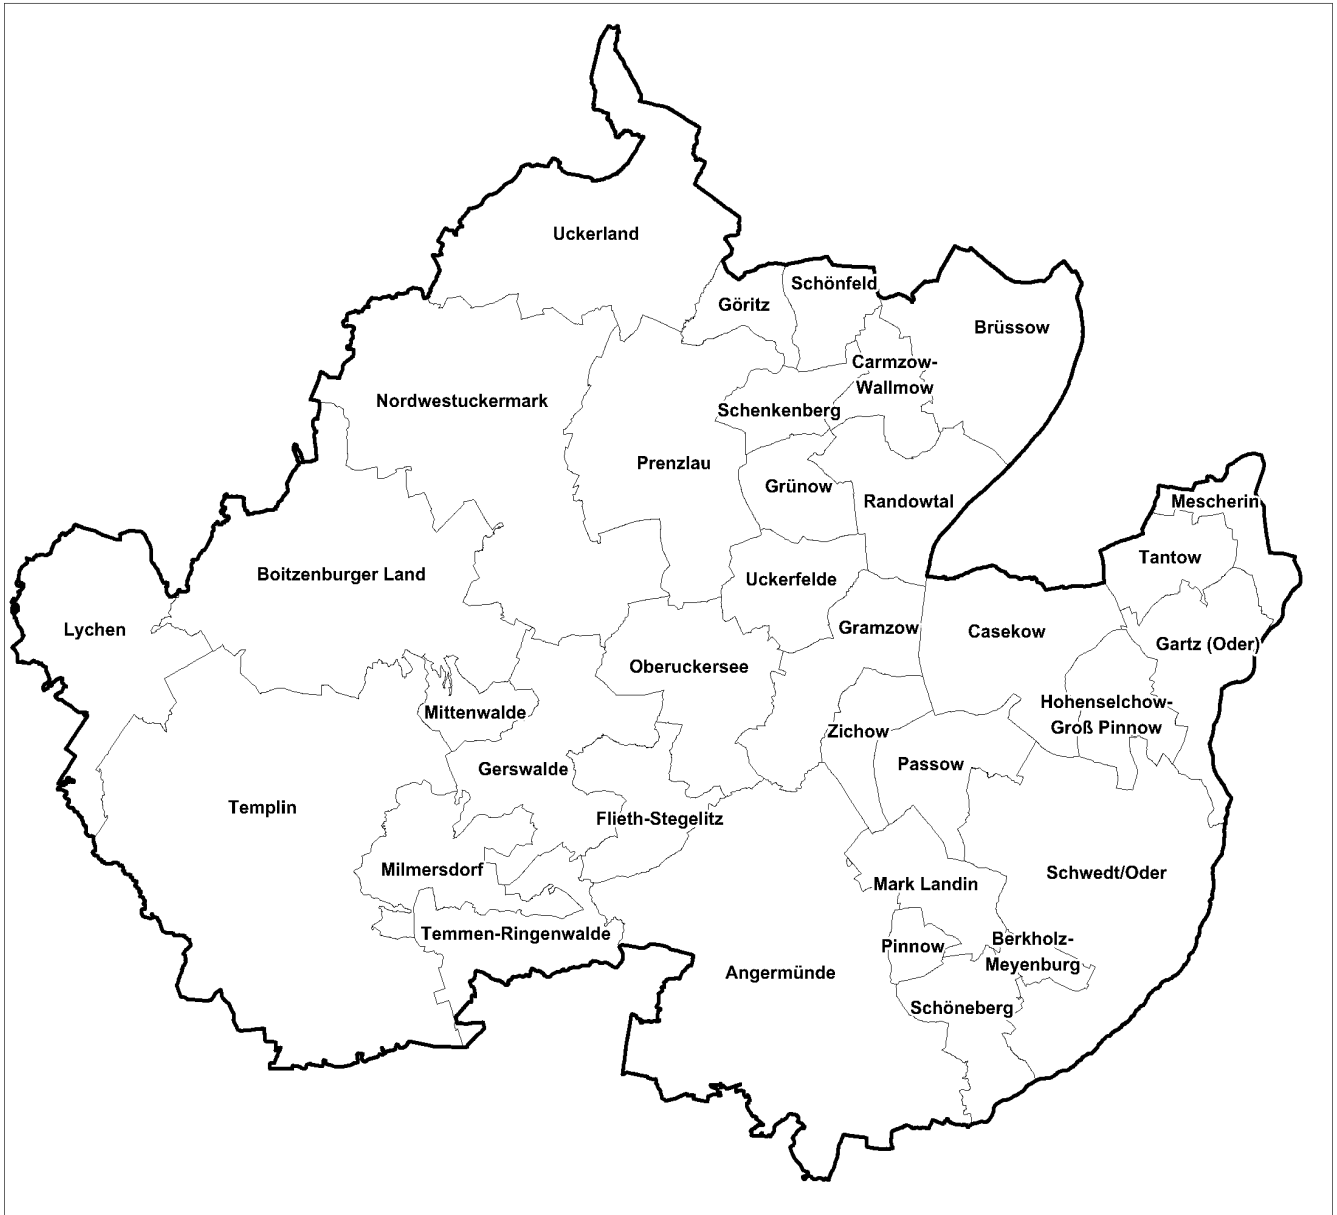 Uckerland
Schönfeld
Göritz
Brüssow
Carmzow-
Wallmow
Nordwestuckermark
Schenkenberg
Prenzlau
Grünow
Randowtal
Mescherin
Tantow
Boitzenburger Land
Uckerfelde
Lychen
Gramzow
Casekow
Gartz (Oder)
Oberuckersee
Hohenselchow-
Groß Pinnow
Mittenwalde
Zichow
Passow
Gerswalde
Templin
Flieth-Stegelitz
Milmersdorf
Schwedt/Oder
Mark Landin
Temmen-Ringenwalde
Pinnow
Berkholz-
Meyenburg
Angermünde
Schöneberg